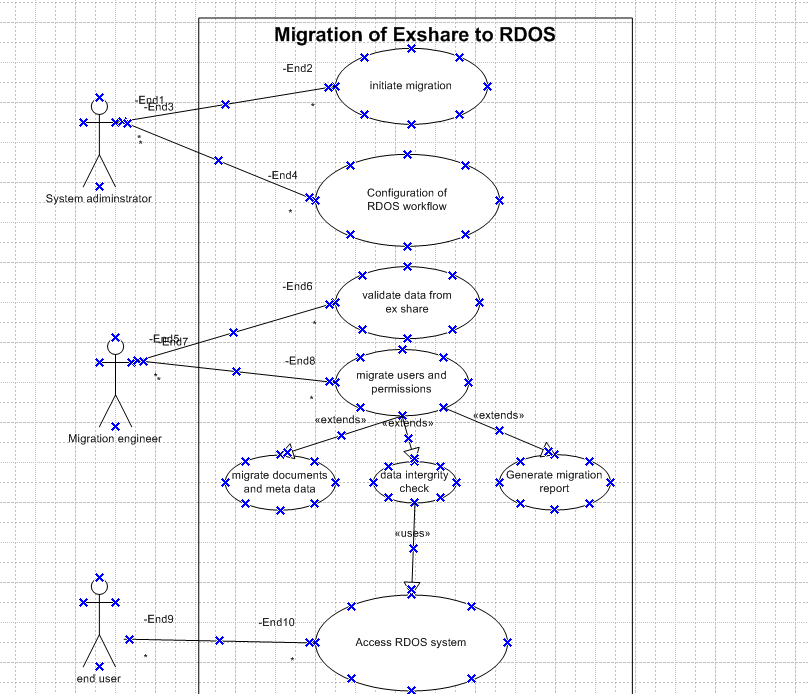 Migration of Exshare to RDOS
-End2
initiate migration
-End1
-End3
*
*
*
-End4
*
System adiminstrator
Configuration of
RDOS workflow
-End6
validate data from
ex share
*
-End5
-End7
-End8
*
*
*
migrate users and
permissions
Migration engineer
«extends»
«extends»
«extends»
migrate documents
and meta data
data intergrity
check
Generate migration
report
«uses»
-End9
-End10
*
*
Access RDOS system
end user